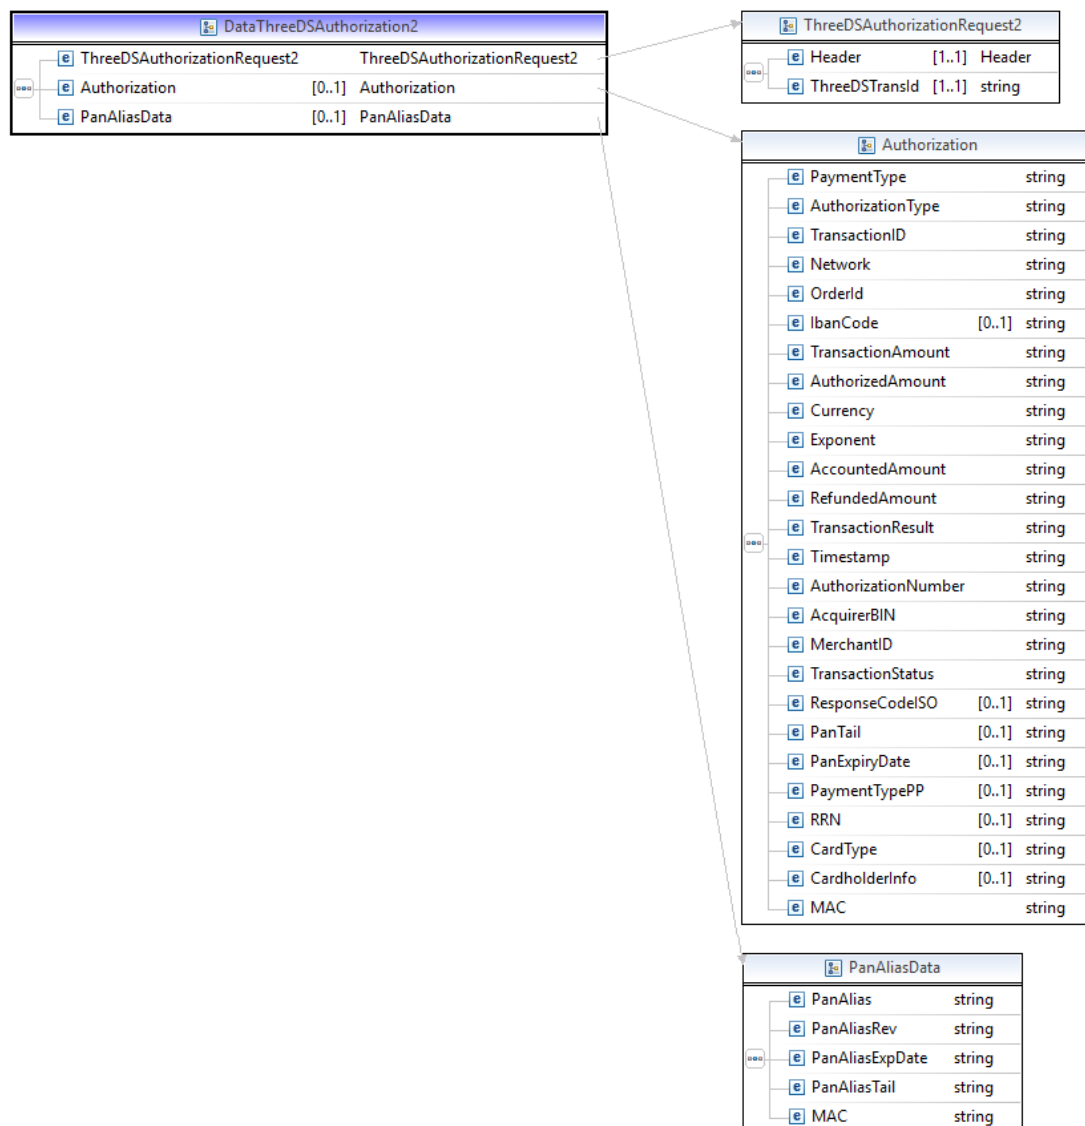 DataThreeDSAuthorization2
ThreeDSAuthorizationRequest2 ThreeDSAuthorizationRequest2
Authorization [0..1] Authorization
PanAliasData [0..1] PanAliasData
ThreeDSAuthorizationRequest2
Header [1..1] Header
ThreeDSTransId [1..1] string
Authorization
PaymentType string
AuthorizationType string
TransactionID string
Network string
OrderId string
IbanCode [0..1] string
TransactionAmount string
AuthorizedAmount string
Currency string
Exponent string
AccountedAmount string
RefundedAmount string
TransactionResult string
Timestamp string
AuthorizationNumber string
AcquirerBIN string
MerchantID string
TransactionStatus string
ResponseCodeISO [0..1] string
PanTail [0..1] string
PanExpiryDate [0..1] string
PaymentTypePP [0..1] string
RRN [0..1] string
CardType [0..1] string
CardholderInfo [0..1] string
MAC string
PanAliasData
PanAlias string
PanAliasRev string
PanAliasExpDate string
PanAliasTail string
MAC string